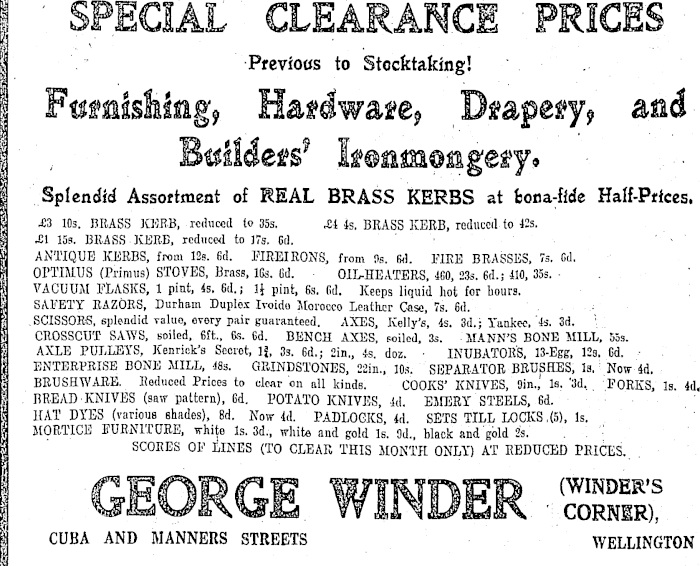 SPECIAL CLEARANCE PRICES
Previous to Stocktaking!
Furnishing, Hardware, Drapery, and
Builders' Ironmongery.
Splendid Assortment of REAL BRASS KERBS at bona-fide Half-Prices.
£3 10s. BRASS KERB, reduced to 35s. £4 4s. BRASS KERB, reduced to 42s.
£1 15s. BRASS KERB, reduced to 17s. 6d.
ANTIQUE KERBS, from 12s. 6d. FIREIRONS, from 9s. 6d. FIRE BRASSES, 7s. 6d.
OPTIMUS (Primus) STOVES, Brass, 16s. 6d. OIL-HEATERS, 460, 23s. 6d.; 410, 35s.
VACUUM FLASKS, 1 pint, 4s. 6d.; 1½ pint, 6s. 6d. Keeps liquid hot for hours.
SAFETY RAZORS, Durham Duplex Ivoido Morocco Leather Case, 7s. 6d.
SCISSORS, splendid value, every pair guaranteed. AXES, Kelly's, 4s. 3d.; Yankee, 4s. 3d.
CROSSCUT SAWS, soiled, 6ft., 6s. 6d. BENCH AXES, soiled, 3s. MANN'S BONE MILL, 55s.
AXLE PULLEYS, Kenrick's Secret, 1¾, 3s. 6d.; 2in., 4s. doz. INUBATORS, 13-Egg, 12s. 6d.
ENTERPRISE BONE MILL, 48s. GRINDSTONES, 22in., 10s. SEPARATOR BRUSHES, 1s. Now 4d.
BRUSHWARE. Reduced Prices to clear on all kinds. COOKS' KNIVES, 9in., 1s. 3d. FORKS, 1s. 4d.
BREAD KNIVES (saw pattern), 6d. POTATO KNIVES, 4d. EMERY STEELS, 6d.
HAT DYES (various shades), 8d. Now 4d. PADLOCKS, 4d. SETS TILL LOCKS (5), 1s.
MORTICE FURNITURE, white 1s. 3d., white and gold 1s. 9d., black and gold 2s.
SCORES OF LINES (TO CLEAR THIS MONTH ONLY) AT REDUCED PRICES.
GEORGE WINDER (WINDER'S CORNER),
CUBA AND MANNERS STREETS WELLINGTON